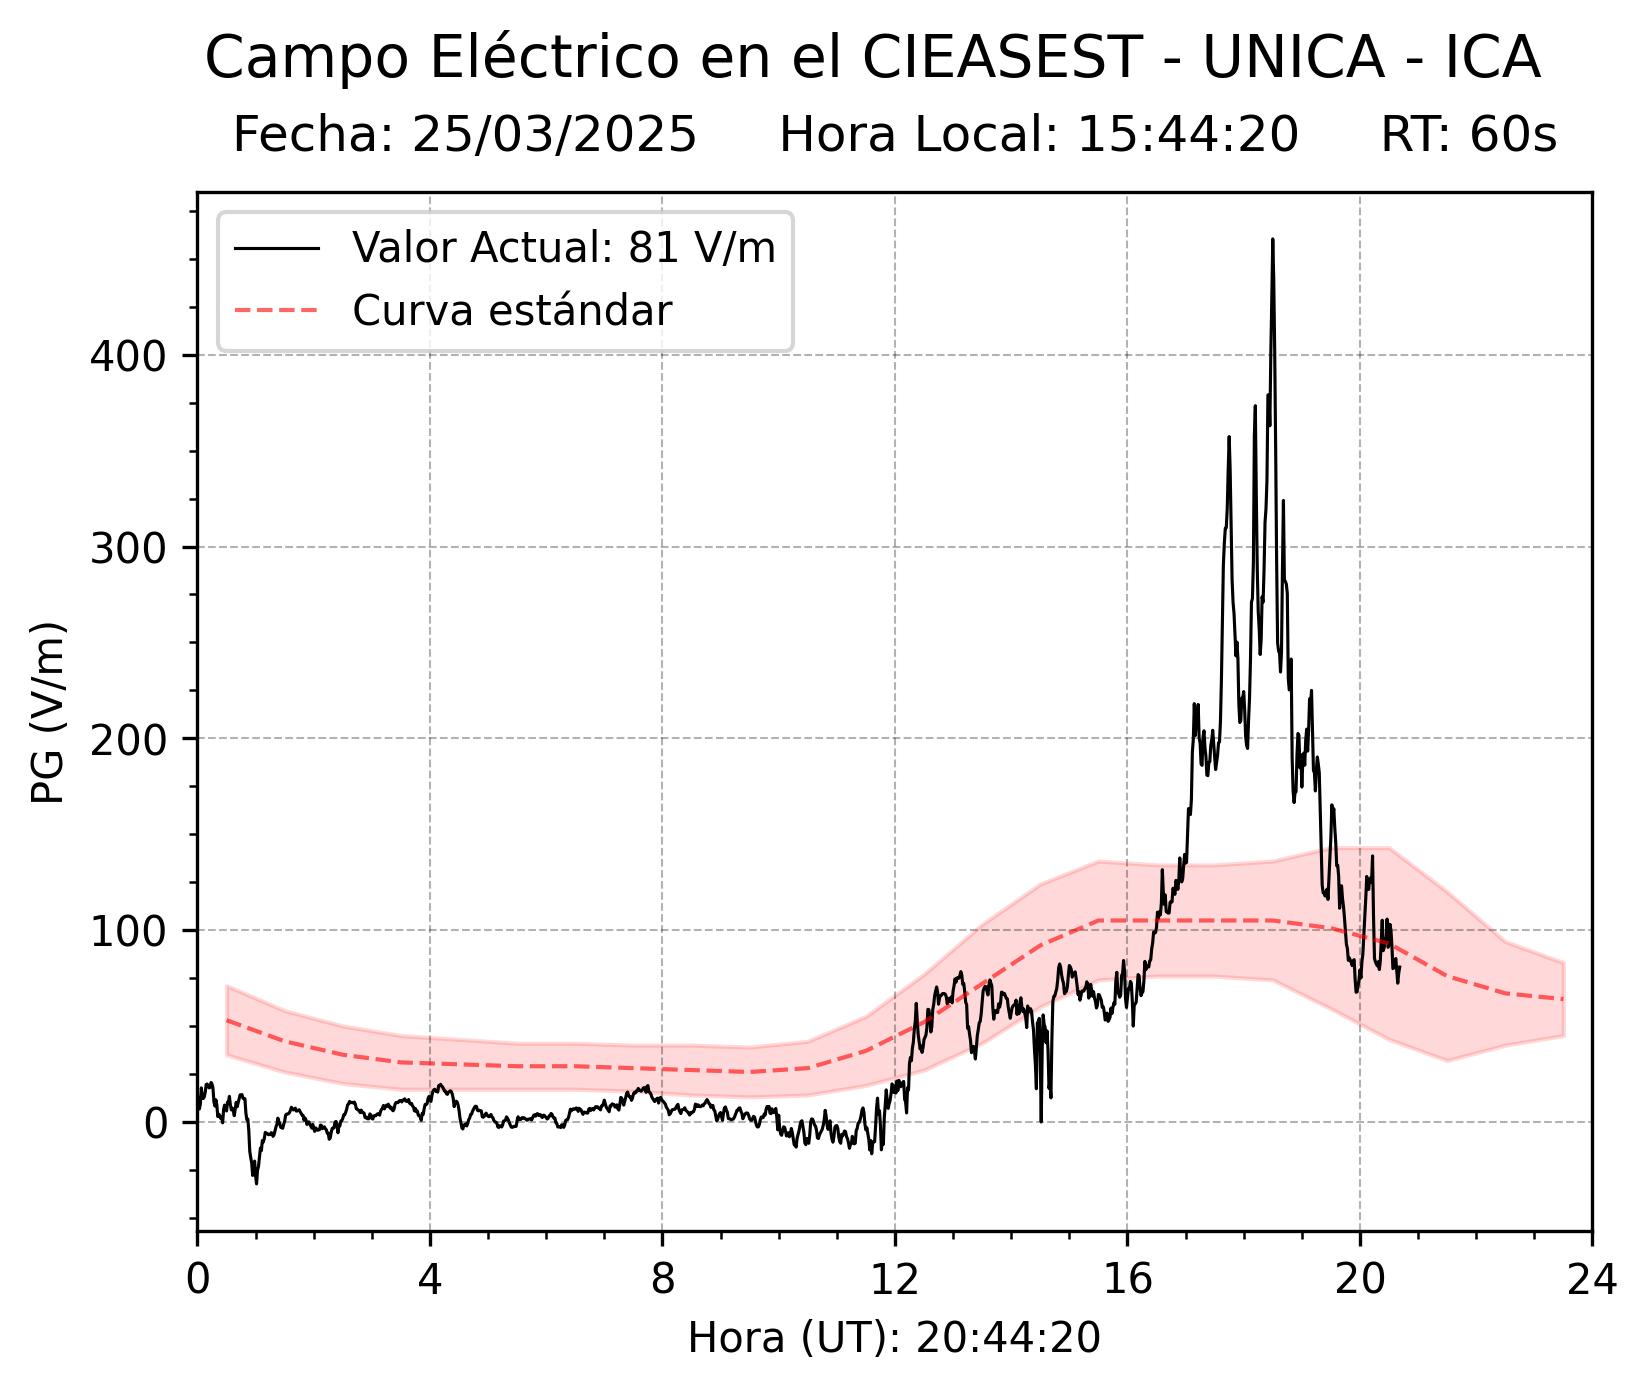 Campo Eléctrico en el CIEASEST - UNICA - ICA
Fecha: 25/03/2025 Hora Local: 15:44:20 RT: 60s
Valor Actual: 81 V/m
Curva estándar
400
300
200
100
0
PG (V/m)
0 4 8 12 16 20 24
Hora (UT): 20:44:20